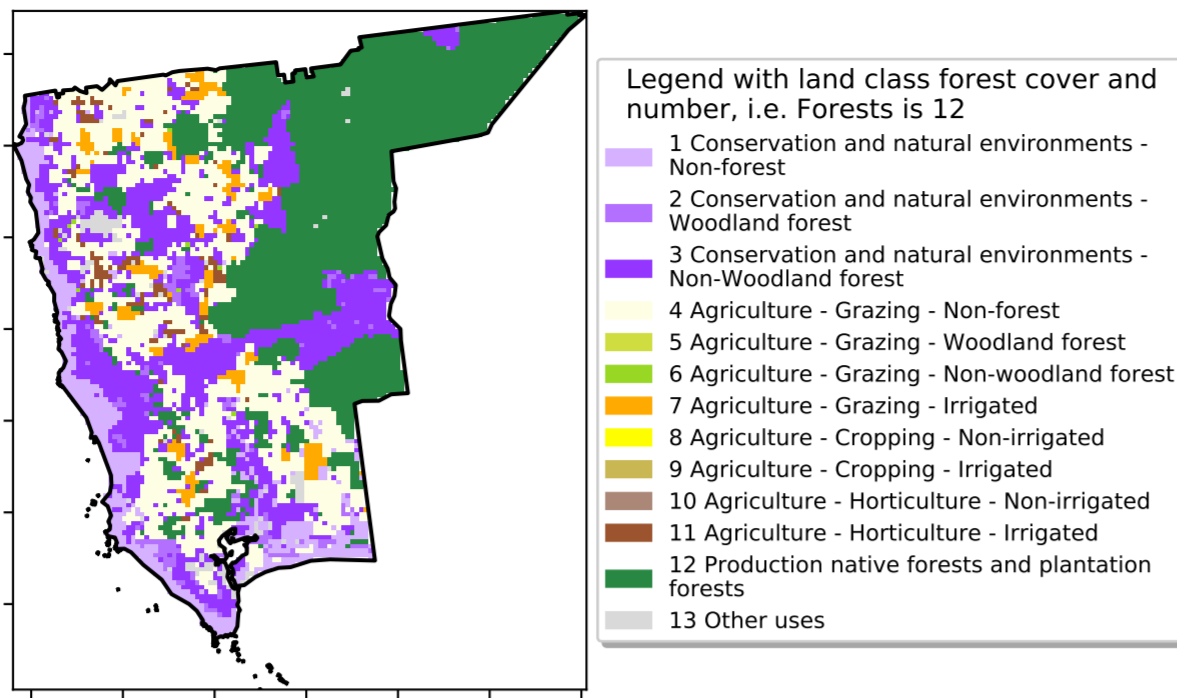 Legend with land class forest cover and
number, i.e. Forests is 12
1 Conservation and natural environments -
Non-forest
2 Conservation and natural environments -
Woodland forest
3 Conservation and natural environments -
Non-Woodland forest
4 Agriculture - Grazing - Non-forest
5 Agriculture - Grazing - Woodland forest
6 Agriculture - Grazing - Non-woodland forest
7 Agriculture - Grazing - Irrigated
8 Agriculture - Cropping - Non-irrigated
9 Agriculture - Cropping - Irrigated
10 Agriculture - Horticulture - Non-irrigated
11 Agriculture - Horticulture - Irrigated
12 Production native forests and plantation
forests
13 Other uses